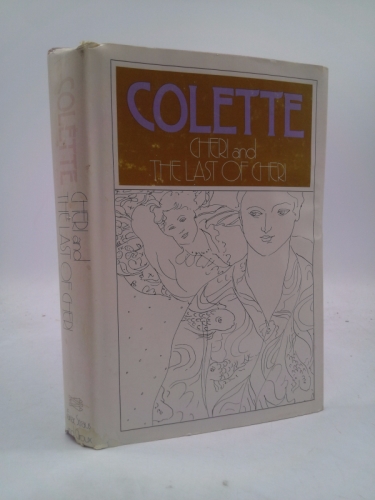 COLETTE
CHERI and
THE LAST OF CHERI
COLETTE
CHERI and
THE LAST OF CHERI